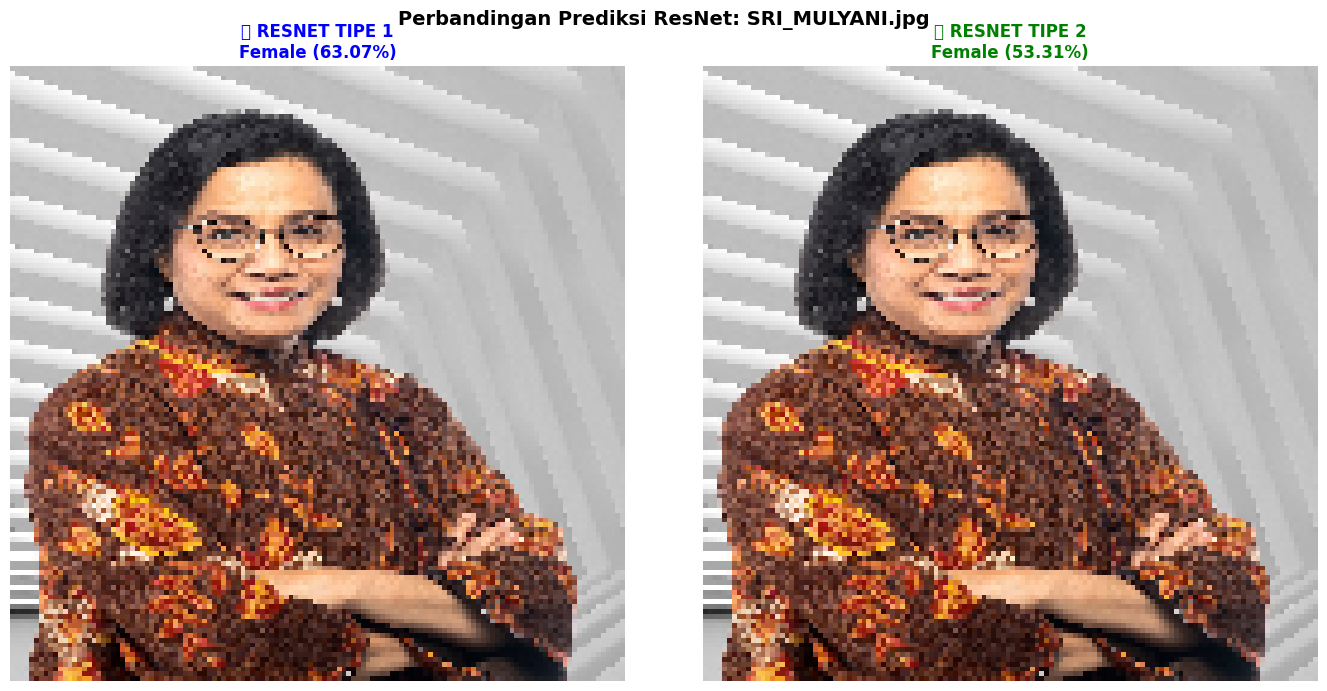 Perbandingan Prediksi ResNet: SRI_MULYANI.jpg
▯ RESNET TIPE 1
Female (63.07%)
▯ RESNET TIPE 2
Female (53.31%)